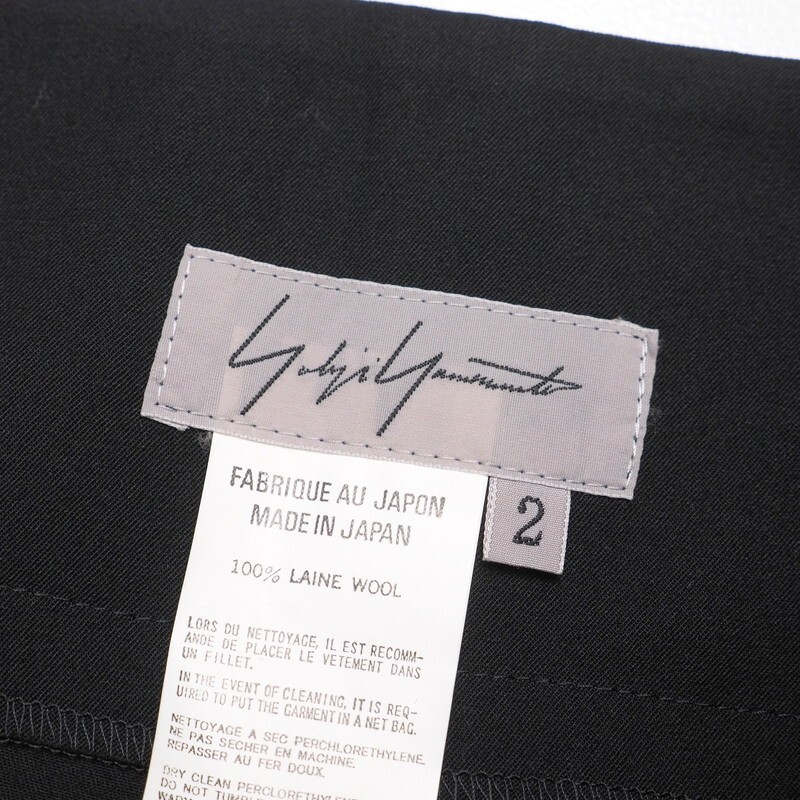 Yohji Yamamoto
2
FABRIQUE AU JAPON
MADE IN JAPAN
100% LAINE WOOL
LORS DU NETTOYAGE, IL EST RECOMM-
ANDE DE PLACER LE VETEMENT DANS
UN FILLET.
IN THE EVENT OF CLEANING, IT IS REQ-
UIRED TO PUT THE GARMENT IN A NET BAG.
NETTOYAGE A SEC PERCHLORETHYLENE.
NE PAS SECHER EN MACHINE.
REPASSER AU FER DOUX.
DRY CLEAN PERCLORETHYLENE
DO NOT TUMBLE